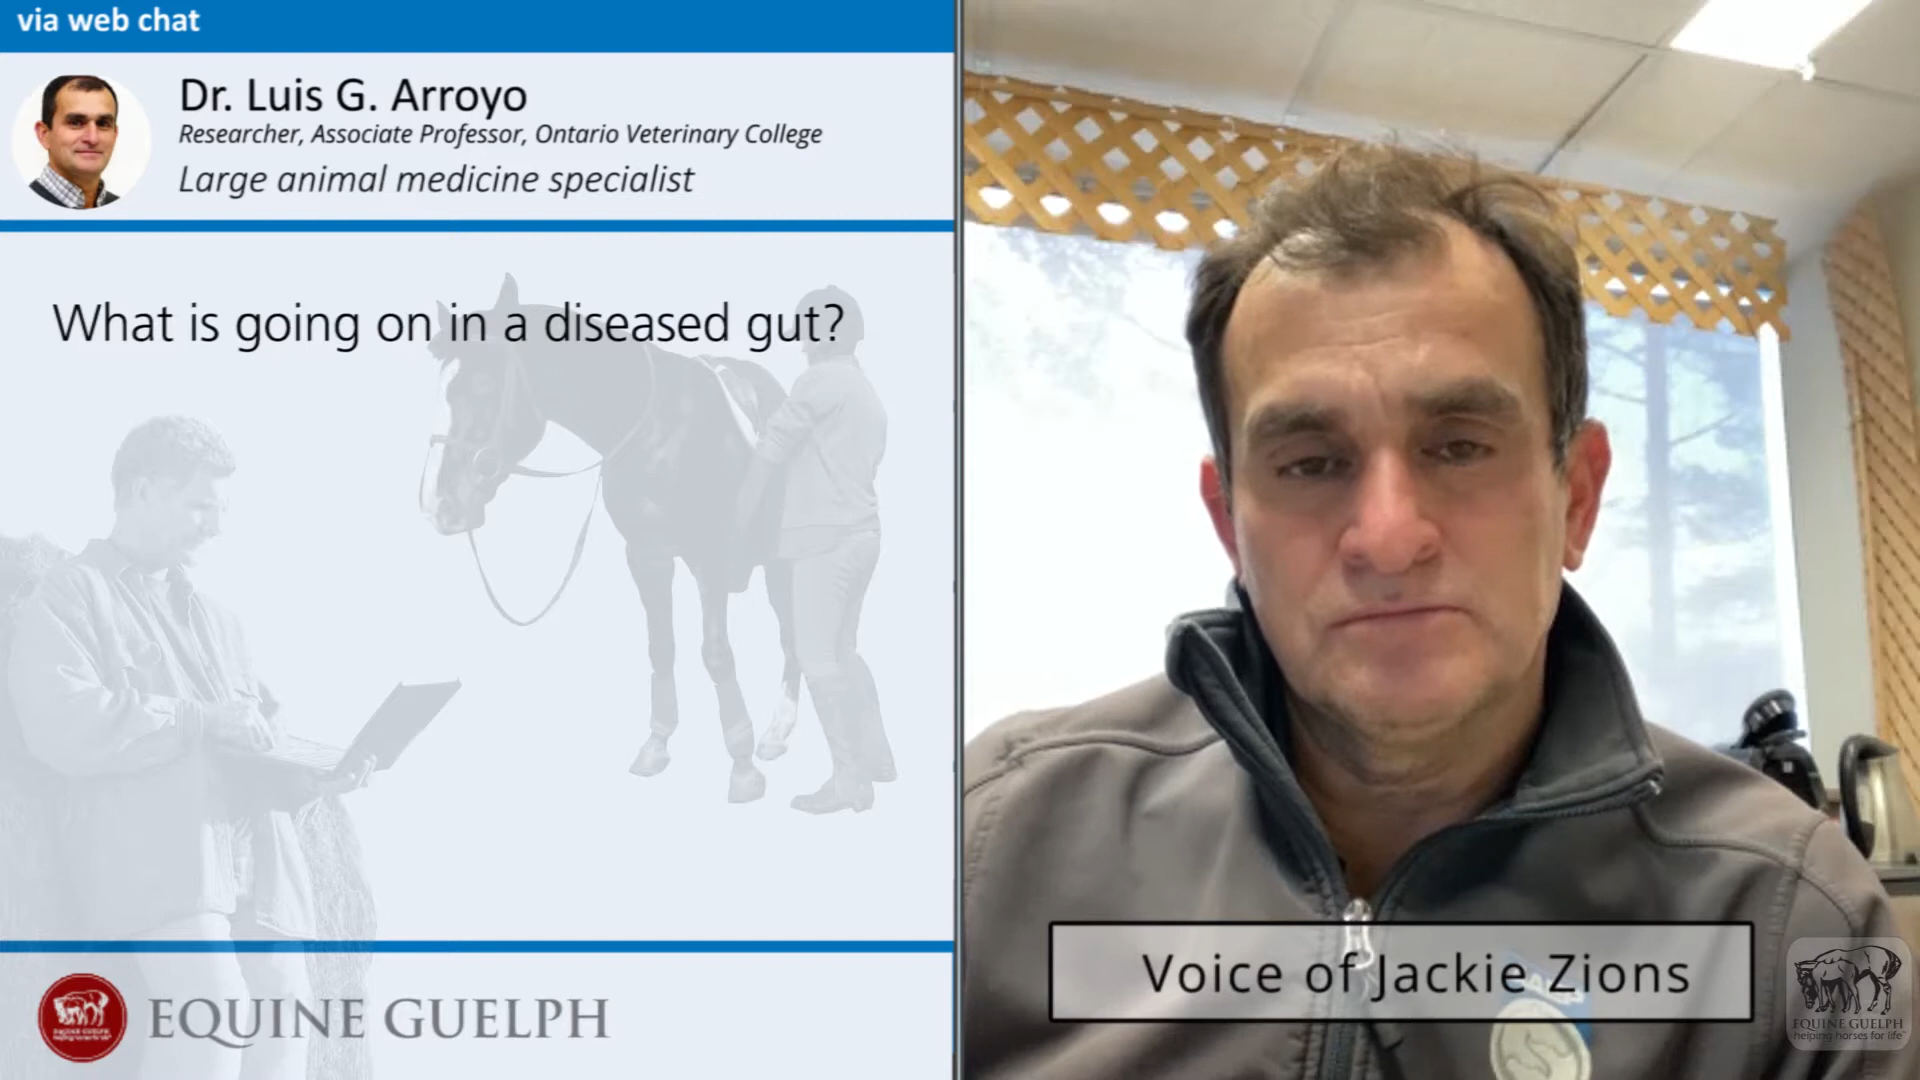 via web chat
Dr. Luis G. Arroyo
Researcher, Associate Professor, Ontario Veterinary College
Large animal medicine specialist
What is going on in a diseased gut?
EQUINE GUELPH
Voice of Jackie Zions
EQUINE GUELPH
helping horses for life